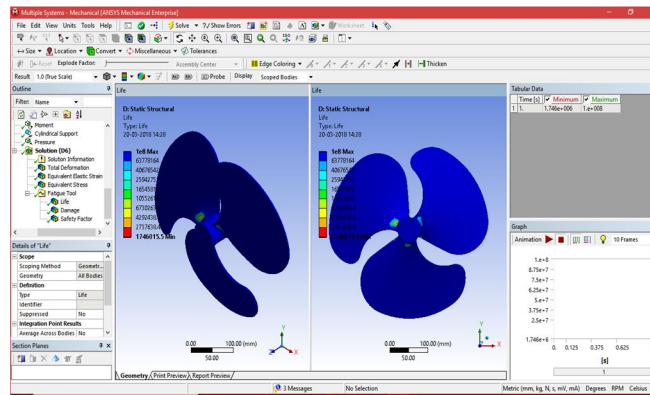 Multiple Systems - Mechanical [ANSYS Mechanical Enterprise]
File Edit View Units Tools Help
Solve ?/ Show Errors
Worksheet
Size Location Convert Miscellaneous Tolerances
Reset Explode Factor: Assembly Center Edge Coloring Thicken
Result 1.0 (True Scale) Probe Display Scoped Bodies
Outline
Filter: Name
Moment
Cylindrical Support
Pressure
Solution (D6)
Solution Information
Total Deformation
Equivalent Elastic Strain
Equivalent Stress
Fatigue Tool
Life
Damage
Safety Factor
Details of "Life"
Scope
Scoping Method Geometr...
Geometry All Bodies
Definition
Type Life
Identifier
Suppressed No
Integration Point Results
Average Across Bodies No
Section Planes
Life
D: Static Structural
Life
Type: Life
20-03-2018 14:28
1e8 Max
63778164
1746015.5 Min
0.00 100.00 (mm)
50.00
Y
X
Life
D: Static Structural
Life
Type: Life
20-03-2018 14:28
1e8 Max
63778164
1746015.5 Min
0.00 100.00 (mm)
50.00
Y
X
Geometry Print Preview Report Preview
Tabular Data
Time [s] Minimum Maximum
1 1. 1.746e+006 1.e+008
Graph
Animation 10 Frames
1.e+8
8.75e+7
7.5e+7
6.25e+7
5.e+7
3.75e+7
2.5e+7
1.746e+6
0. 0.125 0.375 0.625
[s]
1
3 Messages No Selection Metric (mm, kg, N, s, mV, mA) Degrees RPM Celsius